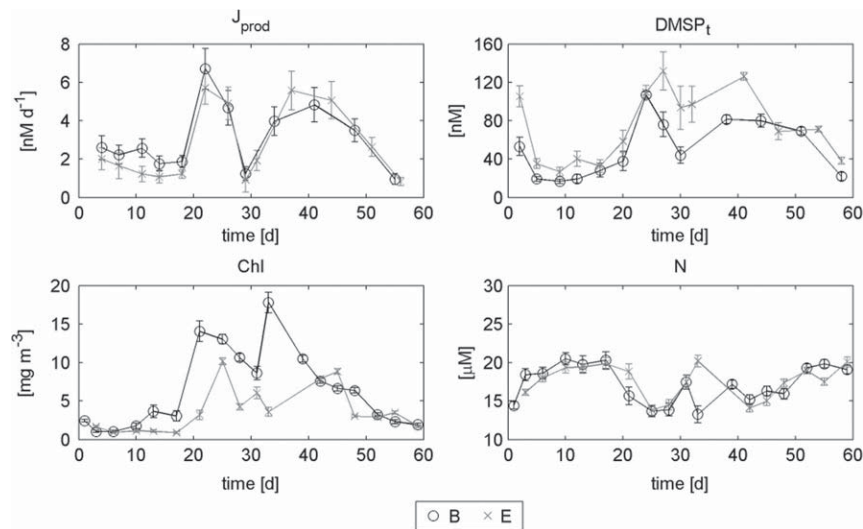 J_prod
DMSP_t
8
6
4
2
0
[nM d⁻¹]
0 10 20 30 40 50 60
time [d]
160
120
80
40
0
[nM]
0 10 20 30 40 50 60
time [d]
Chl
N
20
15
10
5
0
[mg m⁻³]
0 10 20 30 40 50 60
time [d]
30
25
20
15
10
[μM]
0 10 20 30 40 50 60
time [d]
B E